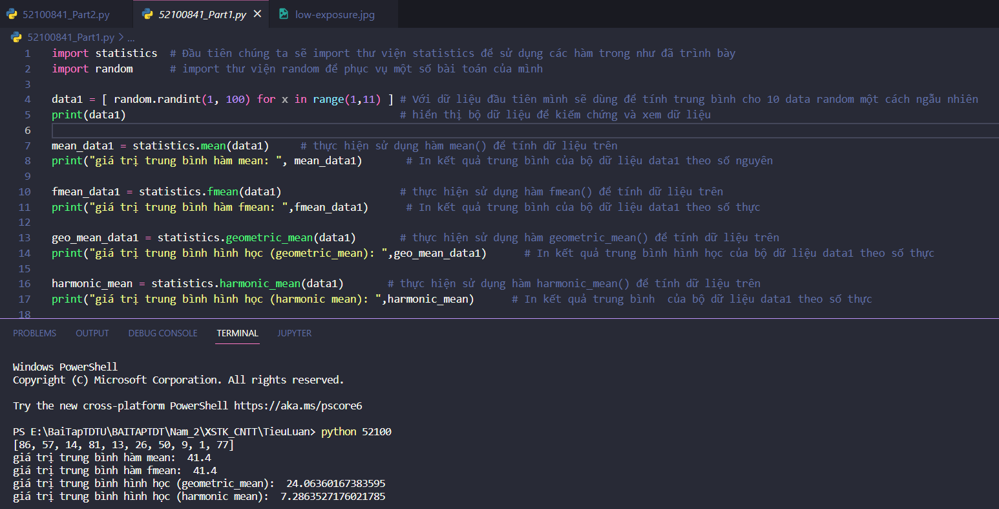 52100841_Part2.py 52100841_Part1.py × low-exposure.jpg
52100841_Part1.py > ...
1 import statistics # Đầu tiên chúng ta sẽ import thư viện statistics để sử dụng các hàm trong như đã trình bày
2 import random # import thư viện random để phục vụ một số bài toán của mình
3
4 data1 = [ random.randint(1, 100) for x in range(1,11) ] # Với dữ liệu đầu tiên mình sẽ dùng để tính trung bình cho 10 data random một cách ngẫu nhiên
5 print(data1) # hiển thị bộ dữ liệu để kiếm chứng và xem dữ liệu
6
7 mean_data1 = statistics.mean(data1) # thực hiện sử dụng hàm mean() để tính dữ liệu trên
8 print("giá trị trung bình hàm mean: ", mean_data1) # In kết quả trung bình của bộ dữ liệu data1 theo số nguyên
9
10 fmean_data1 = statistics.fmean(data1) # thực hiện sử dụng hàm fmean() để tính dữ liệu trên
11 print("giá trị trung bình hàm fmean: ",fmean_data1) # In kết quả trung bình của bộ dữ liệu data1 theo số thực
12
13 geo_mean_data1 = statistics.geometric_mean(data1) # thực hiện sử dụng hàm geometric_mean() để tính dữ liệu trên
14 print("giá trị trung bình hình học (geometric_mean): ",geo_mean_data1) # In kết quả trung bình hình học của bộ dữ liệu data1 theo số thực
15
16 harmonic_mean = statistics.harmonic_mean(data1) # thực hiện sử dụng hàm harmonic_mean() để tính dữ liệu trên
17 print("giá trị trung bình hình học (harmonic mean): ",harmonic_mean) # In kết quả trung bình  của bộ dữ liệu data1 theo số thực
18
PROBLEMS OUTPUT DEBUG CONSOLE TERMINAL JUPYTER
Windows PowerShell
Copyright (C) Microsoft Corporation. All rights reserved.
Try the new cross-platform PowerShell https://aka.ms/pscore6
PS E:\BaiTapTDTU\BAITAPTDT\Nam_2\XSTK_CNTT\TieuLuan> python 52100
[86, 57, 14, 81, 13, 26, 50, 9, 1, 77]
giá trị trung bình hàm mean:  41.4
giá trị trung bình hàm fmean:  41.4
giá trị trung bình hình học (geometric_mean):  24.06360167383595
giá trị trung bình hình học (harmonic mean):  7.2863527176021785